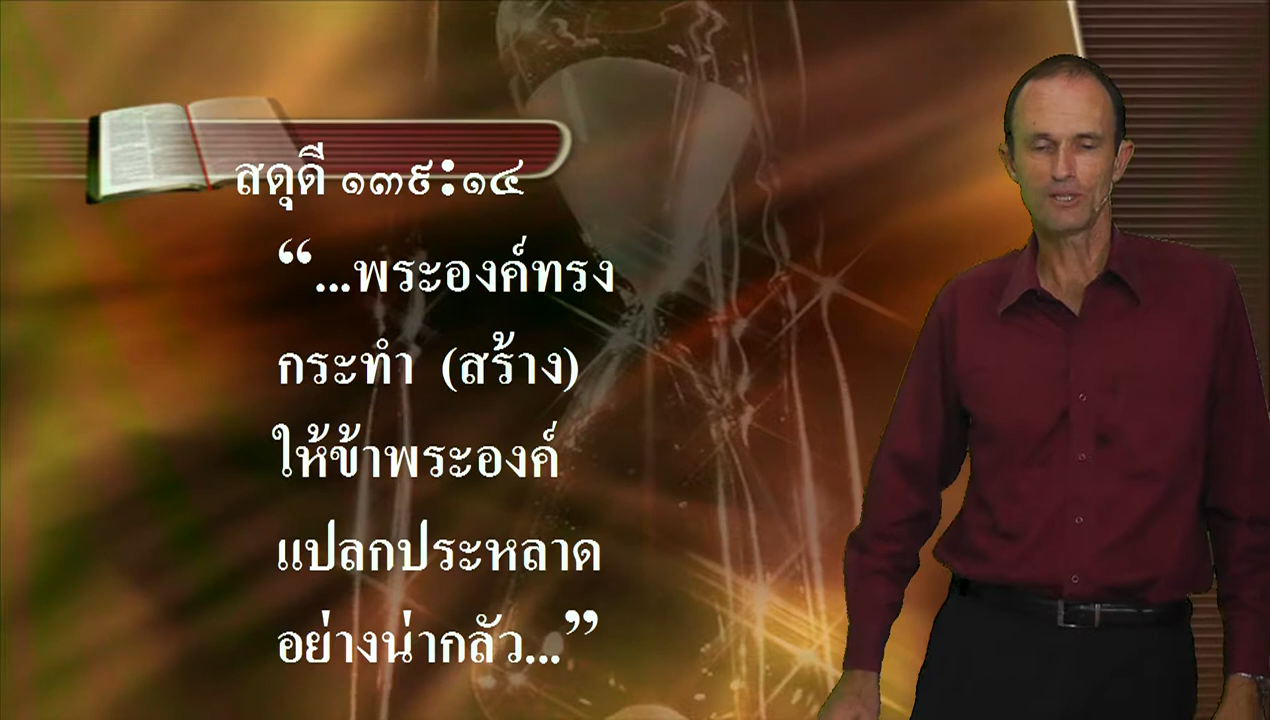 สดุดี ๑๓๙:๑๔
“...พระองค์ทรง
กระทำ (สร้าง)
ให้ข้าพระองค์
แปลกประหลาด
อย่างน่ากลัว...”